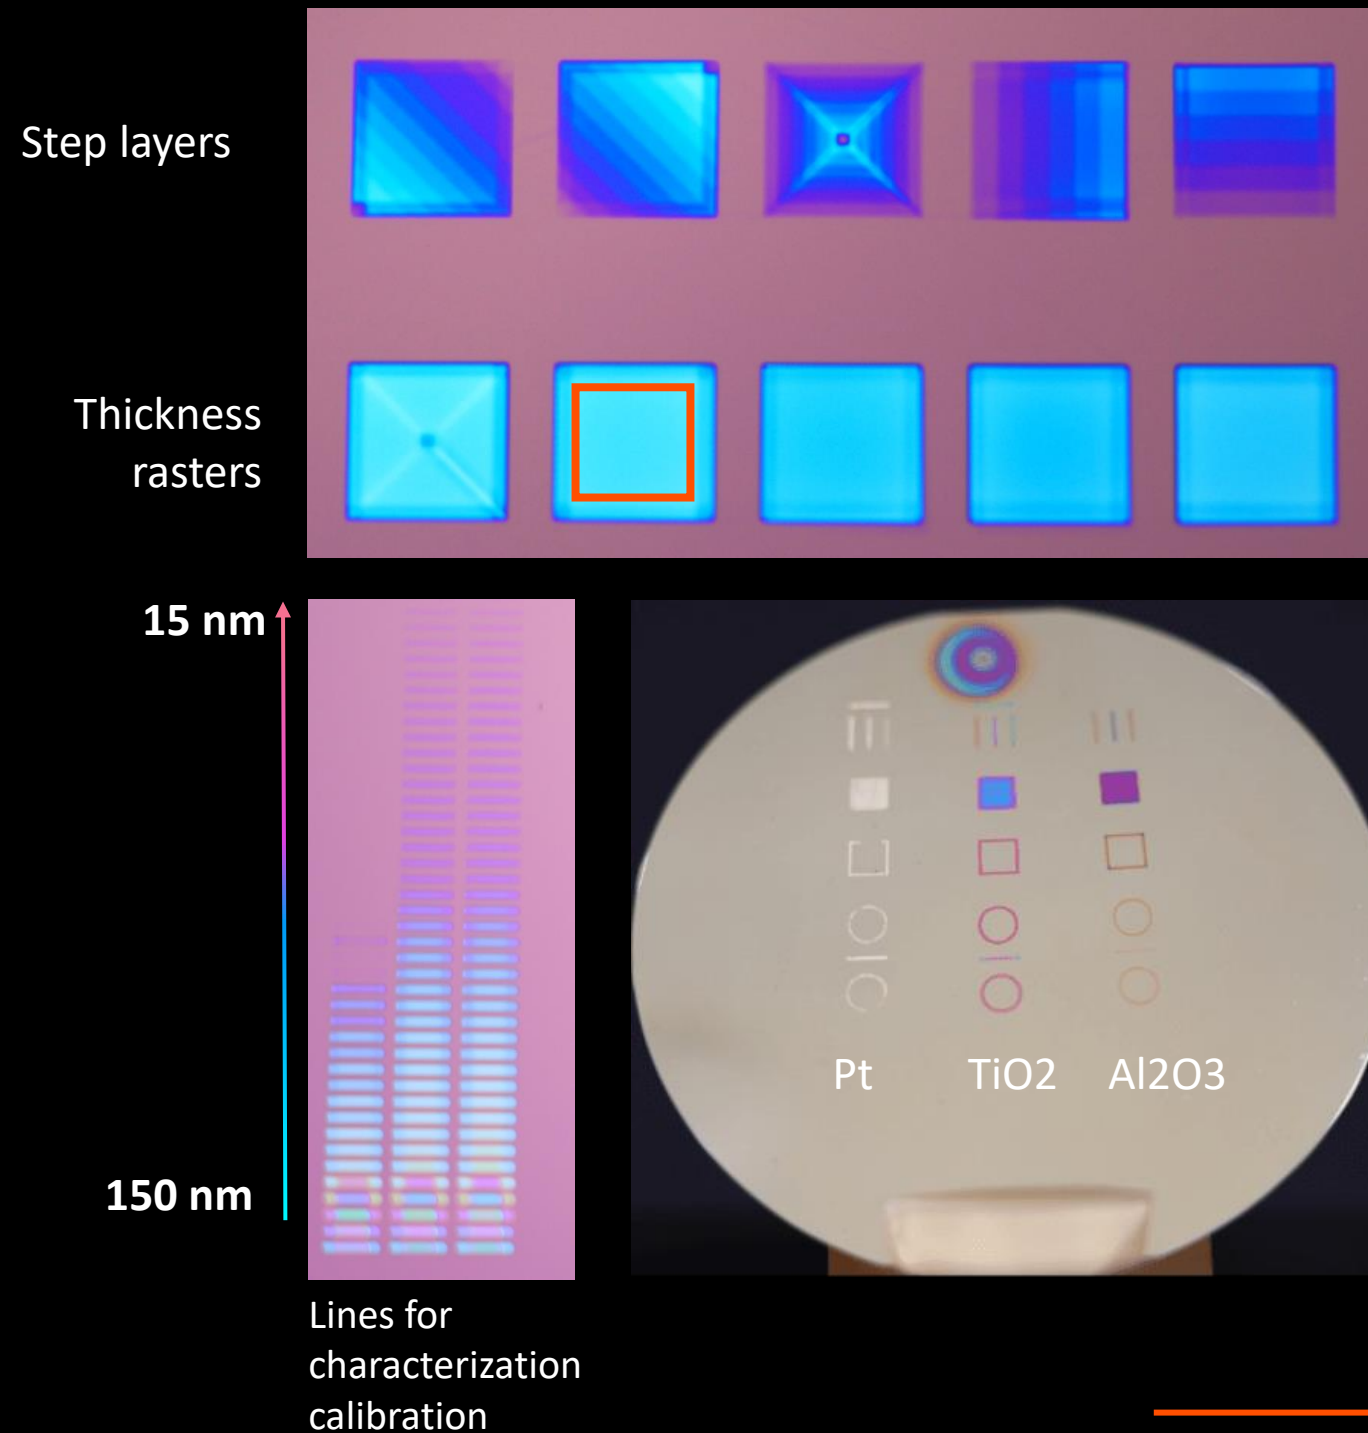 Step layers
Thickness
rasters
15 nm
150 nm
Pt TiO2 Al2O3
Lines for
characterization
calibration